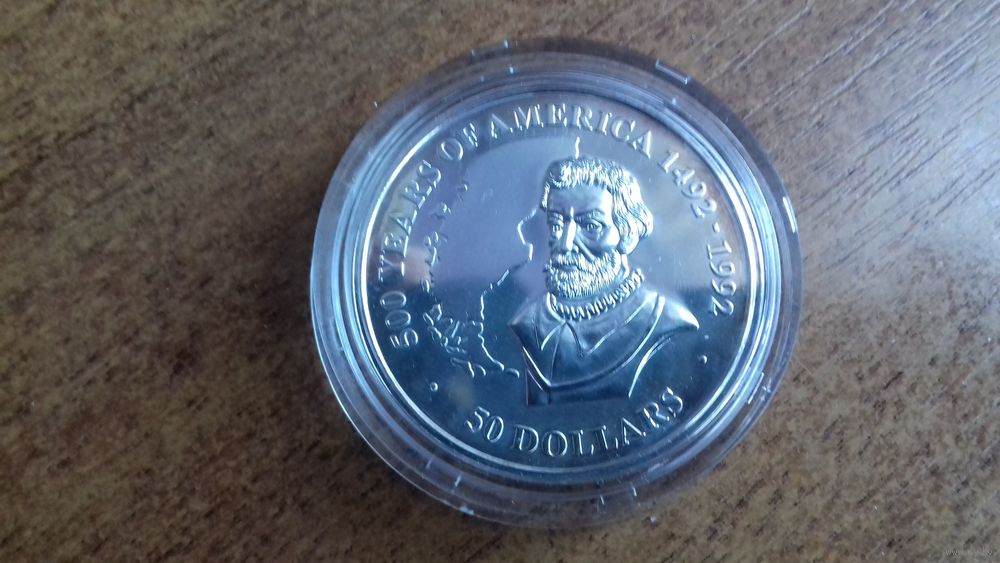 500 YEARS OF AMERICA 1492-1992
50 DOLLARS